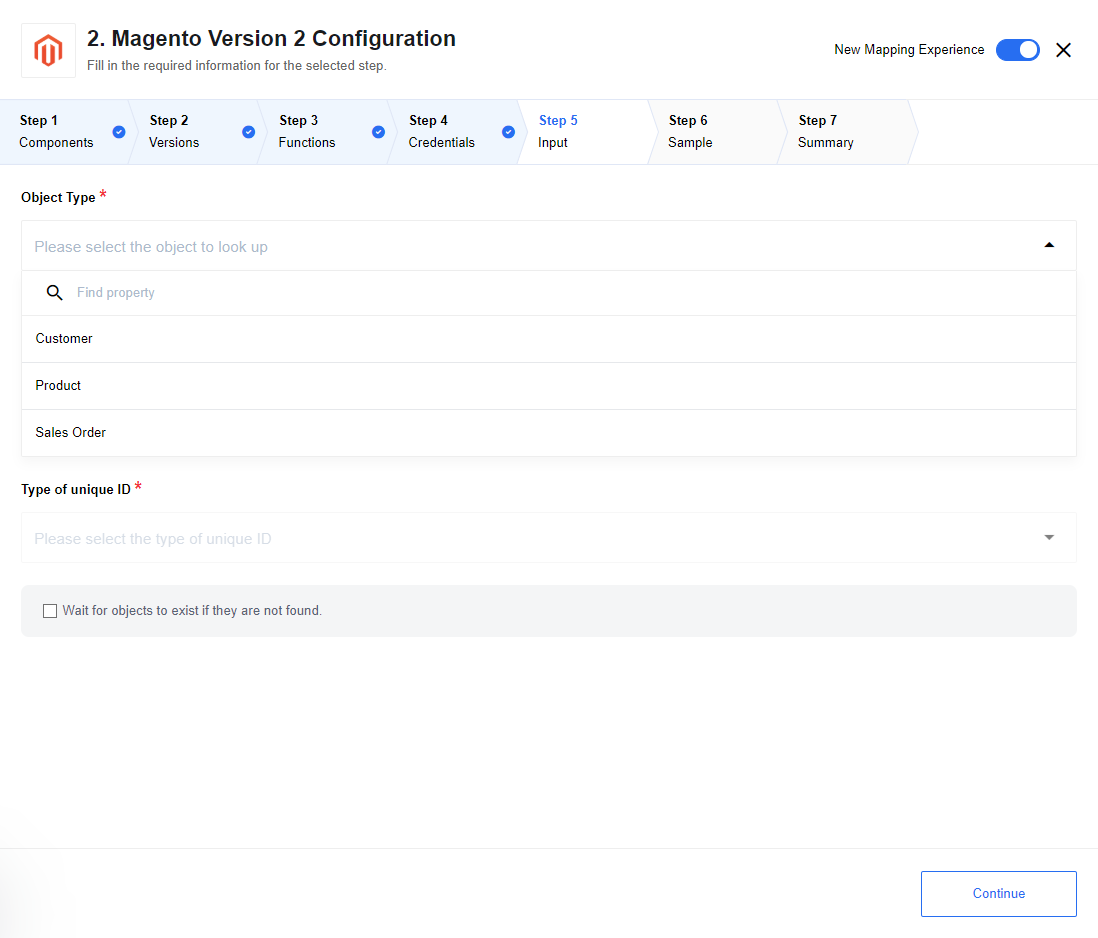 2. Magento Version 2 Configuration
Fill in the required information for the selected step.
New Mapping Experience
Step 1
Components
Step 2
Versions
Step 3
Functions
Step 4
Credentials
Step 5
Input
Step 6
Sample
Step 7
Summary
Object Type *
Please select the object to look up
Find property
Customer
Product
Sales Order
Type of unique ID *
Please select the type of unique ID
Wait for objects to exist if they are not found.
Continue